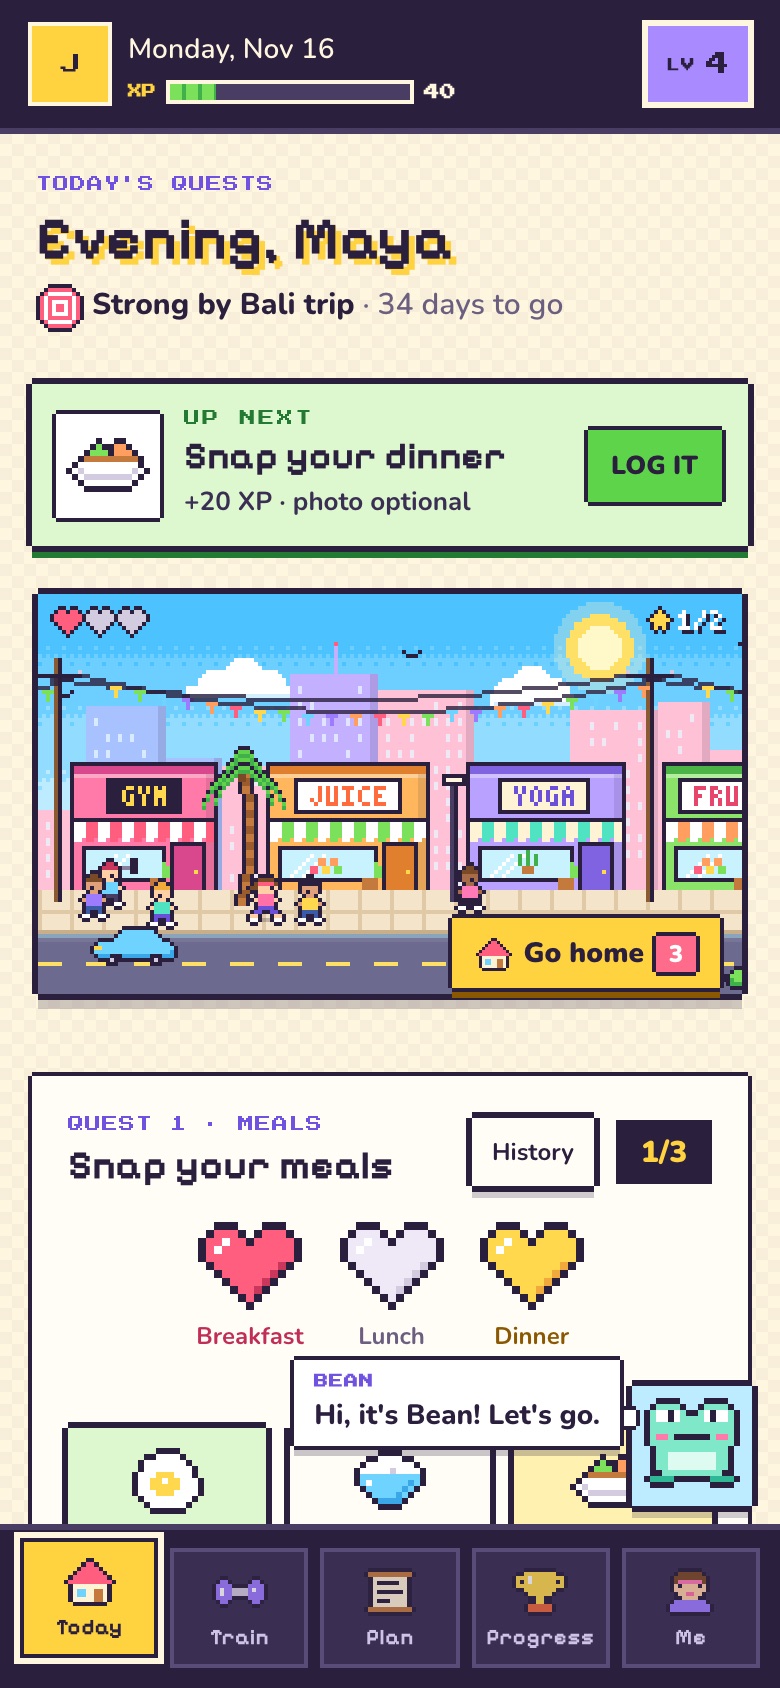 J
Monday, Nov 16
XP 40
LV 4
TODAY'S QUESTS
Evening, Maya
Strong by Bali trip · 34 days to go
UP NEXT
Snap your dinner
+20 XP · photo optional
LOG IT
1/2
GYM
JUICE
YOGA
FRU
Go home 3
QUEST 1 · MEALS
Snap your meals
History
1/3
Breakfast
Lunch
Dinner
BEAN
Hi, it's Bean! Let's go.
Today
Train
Plan
Progress
Me